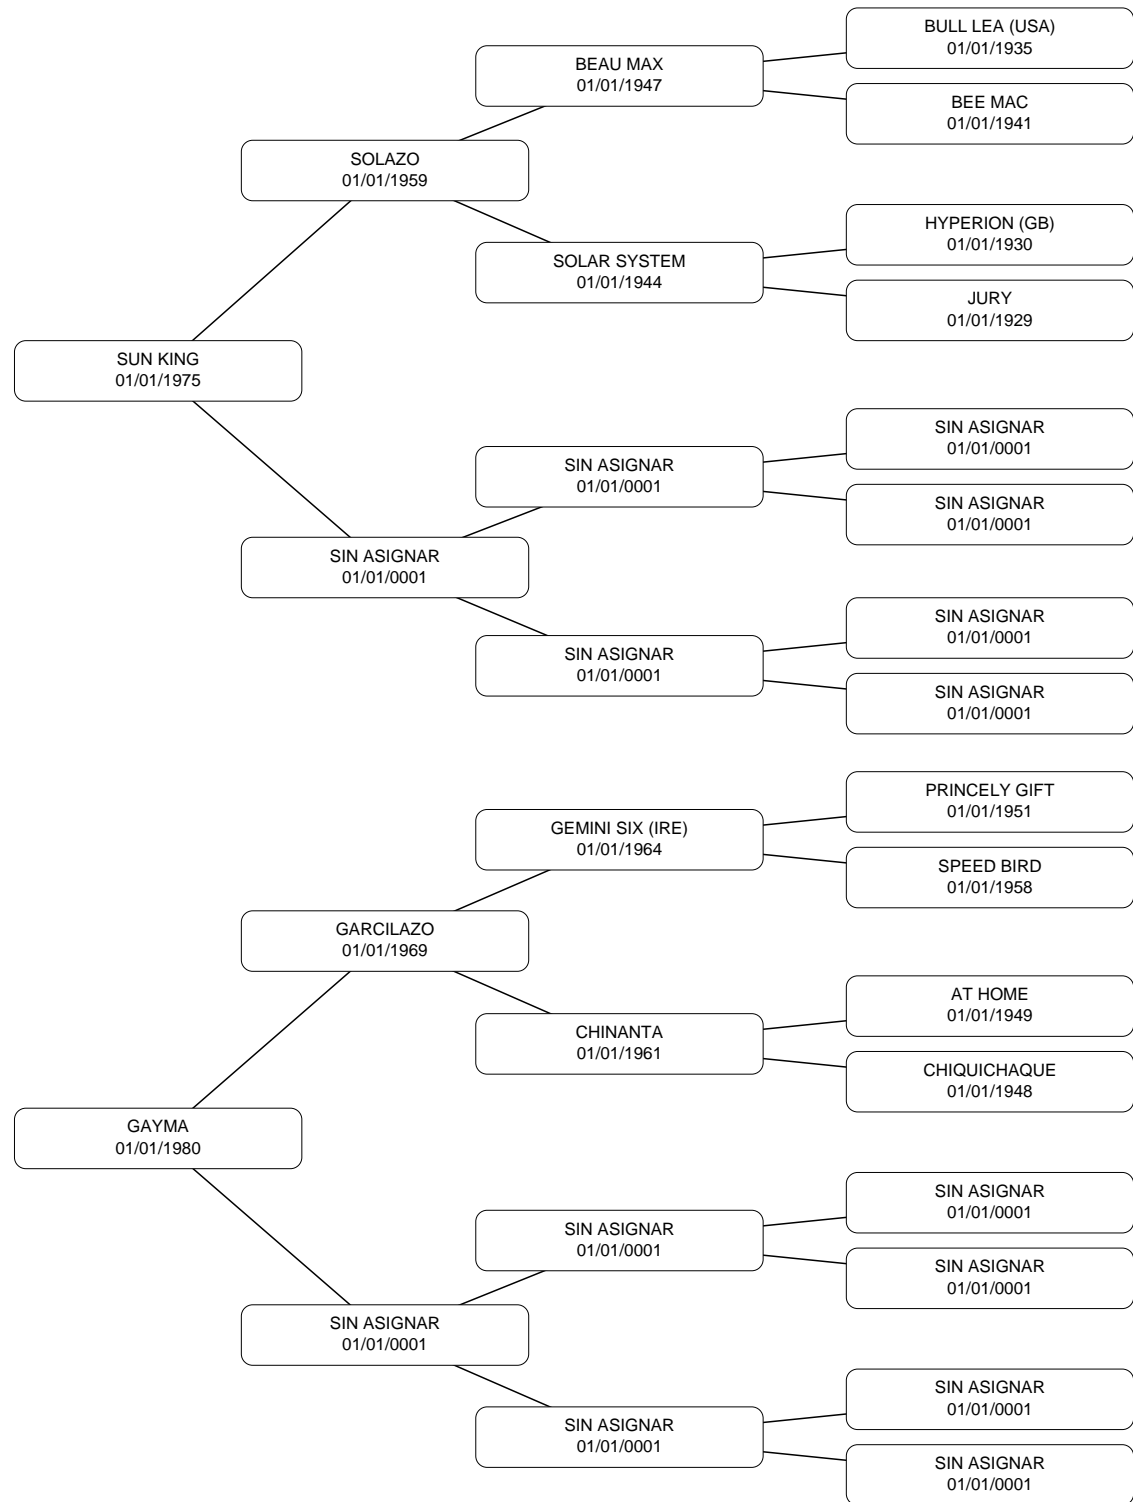 BULL LEA (USA)
01/01/1935
BEAU MAX
01/01/1947
BEE MAC
01/01/1941
SOLAZO
01/01/1959
HYPERION (GB)
01/01/1930
SOLAR SYSTEM
01/01/1944
JURY
01/01/1929
SUN KING
01/01/1975
SIN ASIGNAR
01/01/0001
SIN ASIGNAR
01/01/0001
SIN ASIGNAR
01/01/0001
SIN ASIGNAR
01/01/0001
SIN ASIGNAR
01/01/0001
SIN ASIGNAR
01/01/0001
SIN ASIGNAR
01/01/0001
PRINCELY GIFT
01/01/1951
GEMINI SIX (IRE)
01/01/1964
SPEED BIRD
01/01/1958
GARCILAZO
01/01/1969
AT HOME
01/01/1949
CHINANTA
01/01/1961
CHIQUICHAQUE
01/01/1948
GAYMA
01/01/1980
SIN ASIGNAR
01/01/0001
SIN ASIGNAR
01/01/0001
SIN ASIGNAR
01/01/0001
SIN ASIGNAR
01/01/0001
SIN ASIGNAR
01/01/0001
SIN ASIGNAR
01/01/0001
SIN ASIGNAR
01/01/0001